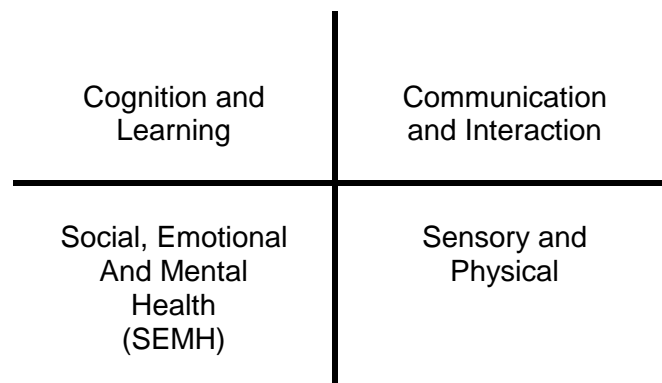 Cognition and
Learning
Communication
and Interaction
Social, Emotional
And Mental
Health
(SEMH)
Sensory and
Physical